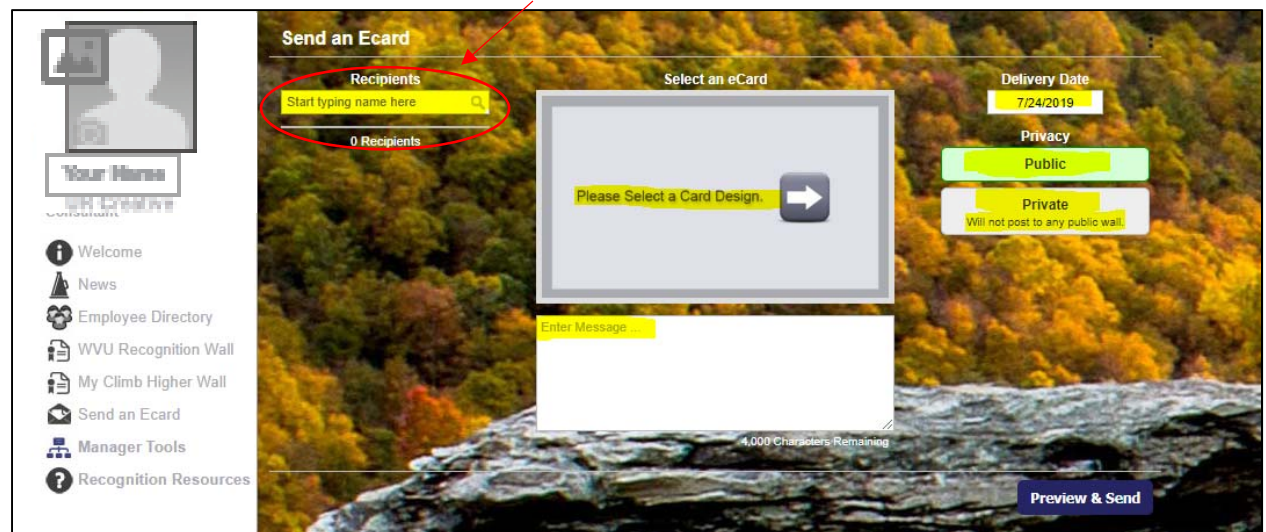 Your Name
UR Creative
Consultant
Welcome
News
Employee Directory
WVU Recognition Wall
My Climb Higher Wall
Send an Ecard
Manager Tools
Recognition Resources
Send an Ecard
Recipients
Start typing name here
0 Recipients
Select an eCard
Please Select a Card Design.
Enter Message ...
4,000 Characters Remaining
Delivery Date
7/24/2019
Privacy
Public
Private
Will not post to any public wall.
Preview & Send